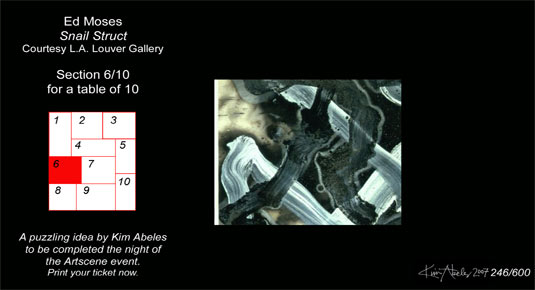 Ed Moses
Snail Struct
Courtesy L.A. Louver Gallery
Section 6/10
for a table of 10
1
2
3
4
5
6
7
8
9
10
A puzzling idea by Kim Abeles
to be completed the night of
the Artscene event.
Print your ticket now.
Kim Abeles 2007 246/600